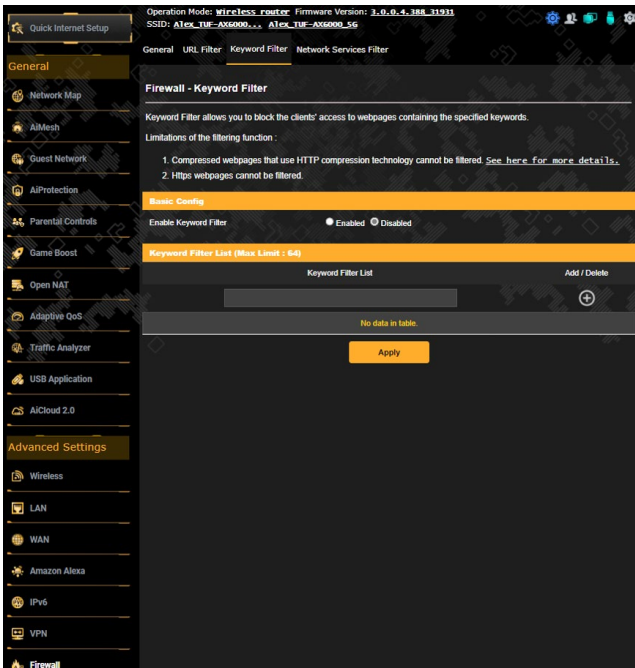 Operation Mode: Wireless router Firmware Version: 3.0.0.4.388_31931
SSID: Alex_TUF-AX6000... Alex_TUF-AX6000_5G
Quick Internet Setup
General URL Filter Keyword Filter Network Services Filter
General
Network Map
AiMesh
Guest Network
AiProtection
Parental Controls
Game Boost
Open NAT
Adaptive QoS
Traffic Analyzer
USB Application
AiCloud 2.0
Advanced Settings
Wireless
LAN
WAN
Amazon Alexa
IPv6
VPN
Firewall
Firewall - Keyword Filter
Keyword Filter allows you to block the clients' access to webpages containing the specified keywords.
Limitations of the filtering function :
1. Compressed webpages that use HTTP compression technology cannot be filtered. See here for more details.
2. Https webpages cannot be filtered.
Basic Config
Enable Keyword Filter Enabled Disabled
Keyword Filter List (Max Limit : 64)
Keyword Filter List Add / Delete
No data in table.
Apply